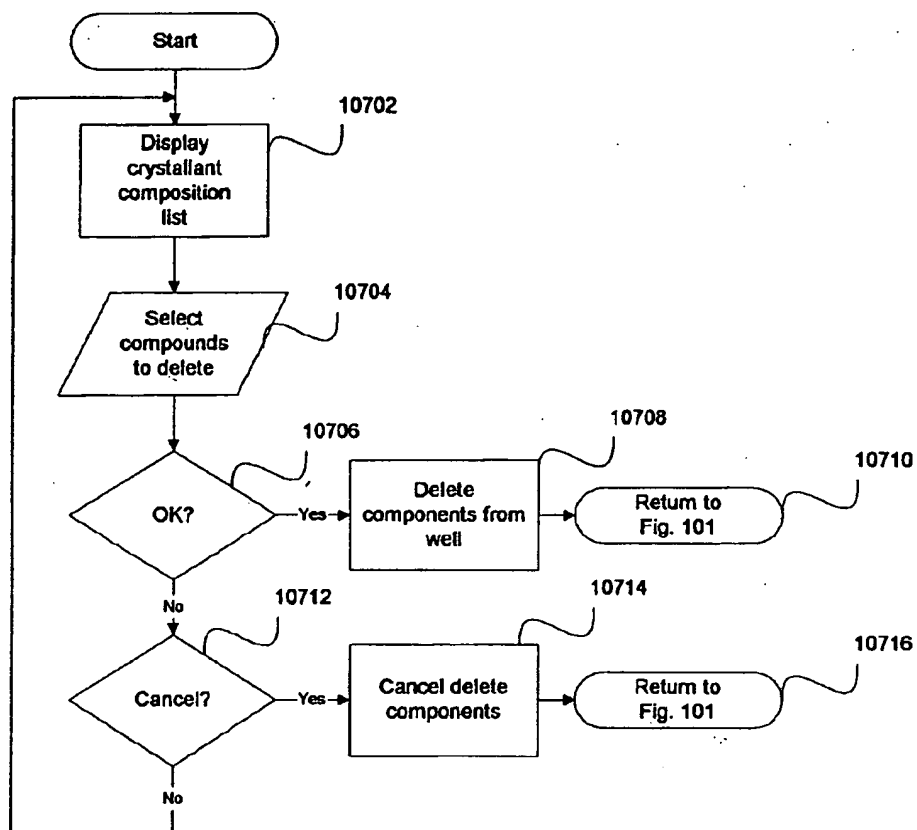 Start
10702
Display
crystallant
composition
list
10704
Select
compounds
to delete
10706
OK?
Yes
10708
Delete
components from
well
10710
Return to
Fig. 101
No
10712
Cancel?
Yes
10714
Cancel delete
components
10716
Return to
Fig. 101
No